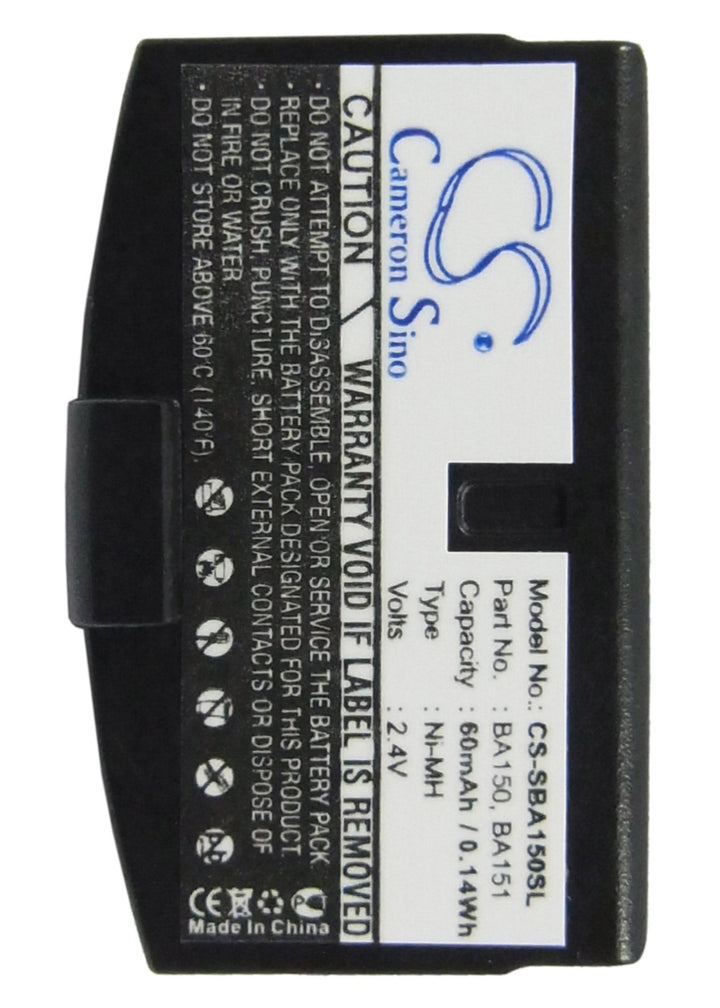 CS
Cameron Sino
Model No.: CS-SBA150SL
Part No. : BA150, BA151
Capacity : 60mAh / 0.14Wh
Type : Ni-MH
Volts : 2.4V
CAUTION WARRANTY VOID IF LABEL IS REMOVED
• DO NOT ATTEMPT TO DISASSEMBLE, OPEN OR SERVICE THE BATTERY PACK
• REPLACE ONLY WITH THE BATTERY PACK DESIGNATED FOR THIS PRODUCT.
• DO NOT CRUSH, PUNCTURE, SHORT EXTERNAL CONTACTS OR DISPOSE OF
IN FIRE OR WATER.
• DO NOT STORE ABOVE 60°C (140°F).
CE
Made In China